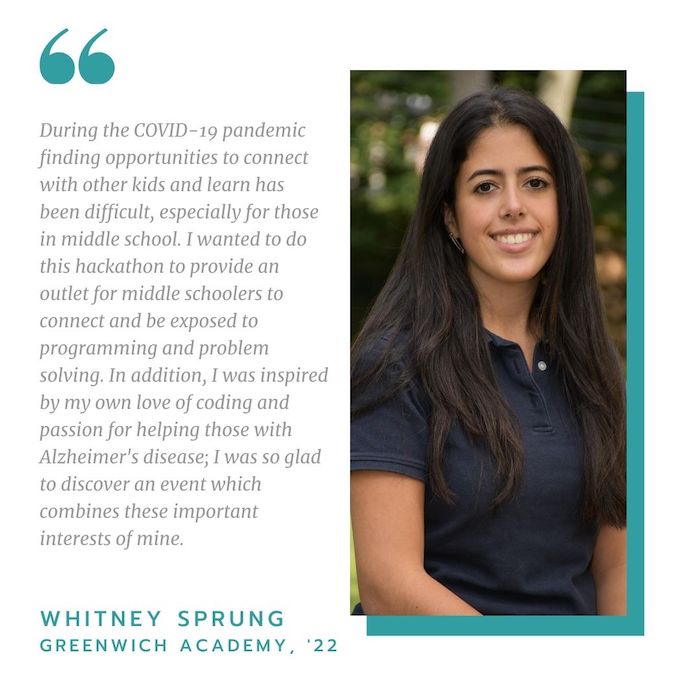 During the COVID-19 pandemic
finding opportunities to connect
with other kids and learn has
been difficult, especially for those
in middle school. I wanted to do
this hackathon to provide an
outlet for middle schoolers to
connect and be exposed to
programming and problem
solving. In addition, I was inspired
by my own love of coding and
passion for helping those with
Alzheimer's disease; I was so glad
to discover an event which
combines these important
interests of mine.
WHITNEY SPRUNG
GREENWICH ACADEMY, '22